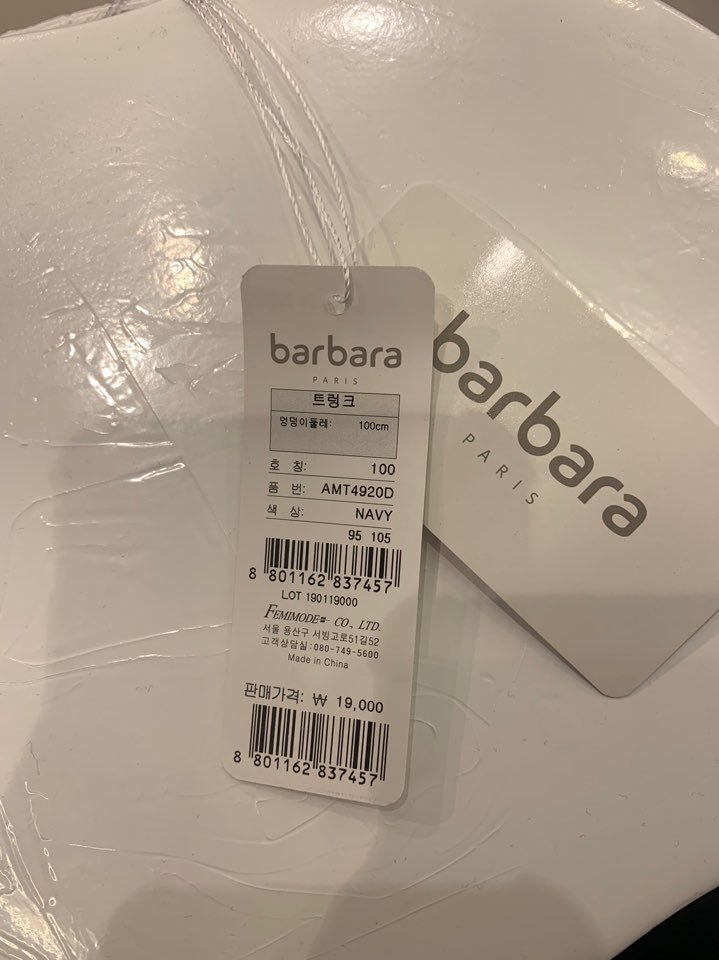 barbara
PARIS
트렁크
엉덩이둘레: 100cm
호 칭: 100
품 번: AMT4920D
색 상: NAVY
95 105
8 801162 837457
LOT 190119000
FEMIMODE CO., LTD.
서울 용산구 서빙고로51길52
고객상담실:080-749-5600
Made in China
판매가격: ₩ 19,000
8 801162 837457
barbara
PARIS